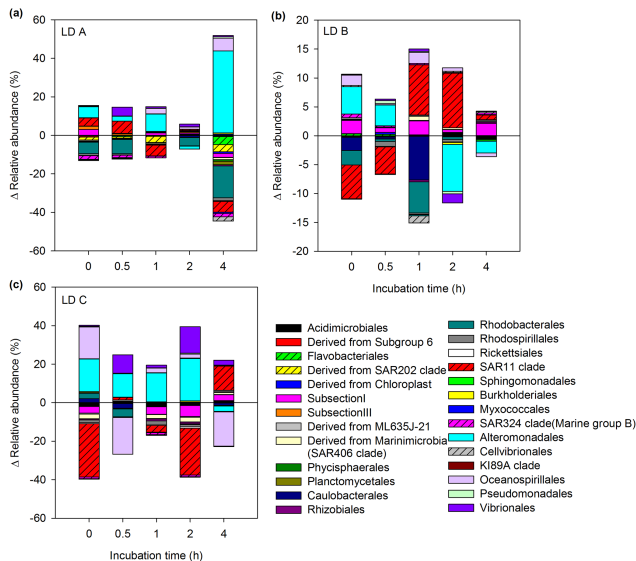 (a)
LD A
60
40
20
0
-20
-40
-60
Δ Relative abundance (%)
0 0.5 1 2 4
(b)
LD B
20
15
10
5
0
-5
-10
-15
-20
Δ Relative abundance (%)
0 0.5 1 2 4
Incubation time (h)
(c)
LD C
60
40
20
0
-20
-40
-60
Δ Relative abundance (%)
0 0.5 1 2 4
Incubation time (h)
Acidimicrobiales
Derived from Subgroup 6
Flavobacteriales
Derived from SAR202 clade
Derived from Chloroplast
SubsectionI
SubsectionIII
Derived from ML635J-21
Derived from Marinimicrobia
(SAR406 clade)
Phycisphaerales
Planctomycetales
Caulobacterales
Rhizobiales
Rhodobacterales
Rhodospirillales
Rickettsiales
SAR11 clade
Sphingomonadales
Burkholderiales
Myxococcales
SAR324 clade(Marine group B)
Alteromonadales
Cellvibrionales
KI89A clade
Oceanospirillales
Pseudomonadales
Vibrionales